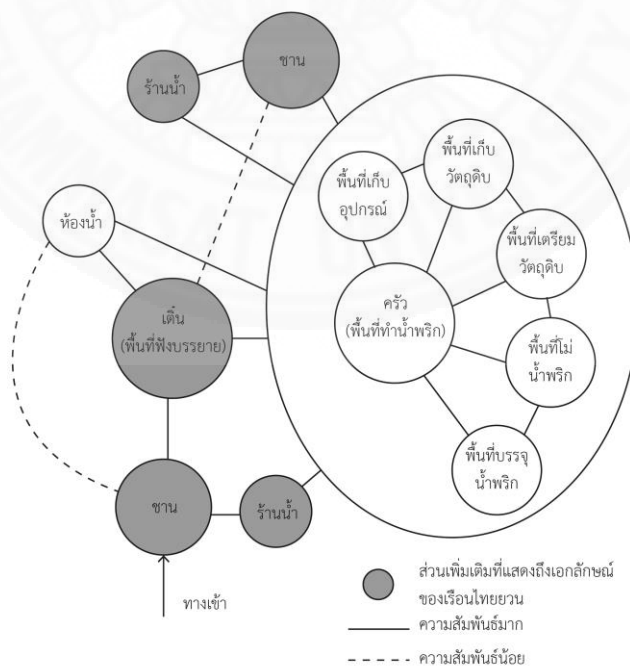 ชาน
ร้านน้ำ
พื้นที่เก็บ
วัตถุดิบ
พื้นที่เก็บ
อุปกรณ์
ห้องน้ำ
พื้นที่เตรียม
วัตถุดิบ
เติ๋น
(พื้นที่ฟังบรรยาย)
ครัว
(พื้นที่ทำน้ำพริก)
พื้นที่โม่
น้ำพริก
พื้นที่บรรจุ
น้ำพริก
ชาน
ร้านน้ำ
ทางเข้า
ส่วนเพิ่มเติมที่แสดงถึงเอกลักษณ์
ของเรือนไทยยวน
ความสัมพันธ์มาก
ความสัมพันธ์น้อย